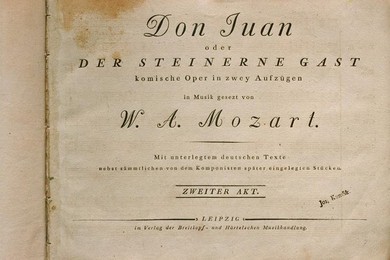 Don Juan
oder
DER STEINERNE GAST
komische Oper in zwey Aufzügen
in Musik gesezt von
W. A. Mozart.
Mit unterlegtem deutschen Texte
nebst sämmtlichen von dem Komponisten später eingelegten Stücken.
ZWEITER AKT.
LEIPZIG
in Verlag der Breitkopf- und Härtelschen Musikhandlung.
Jos.